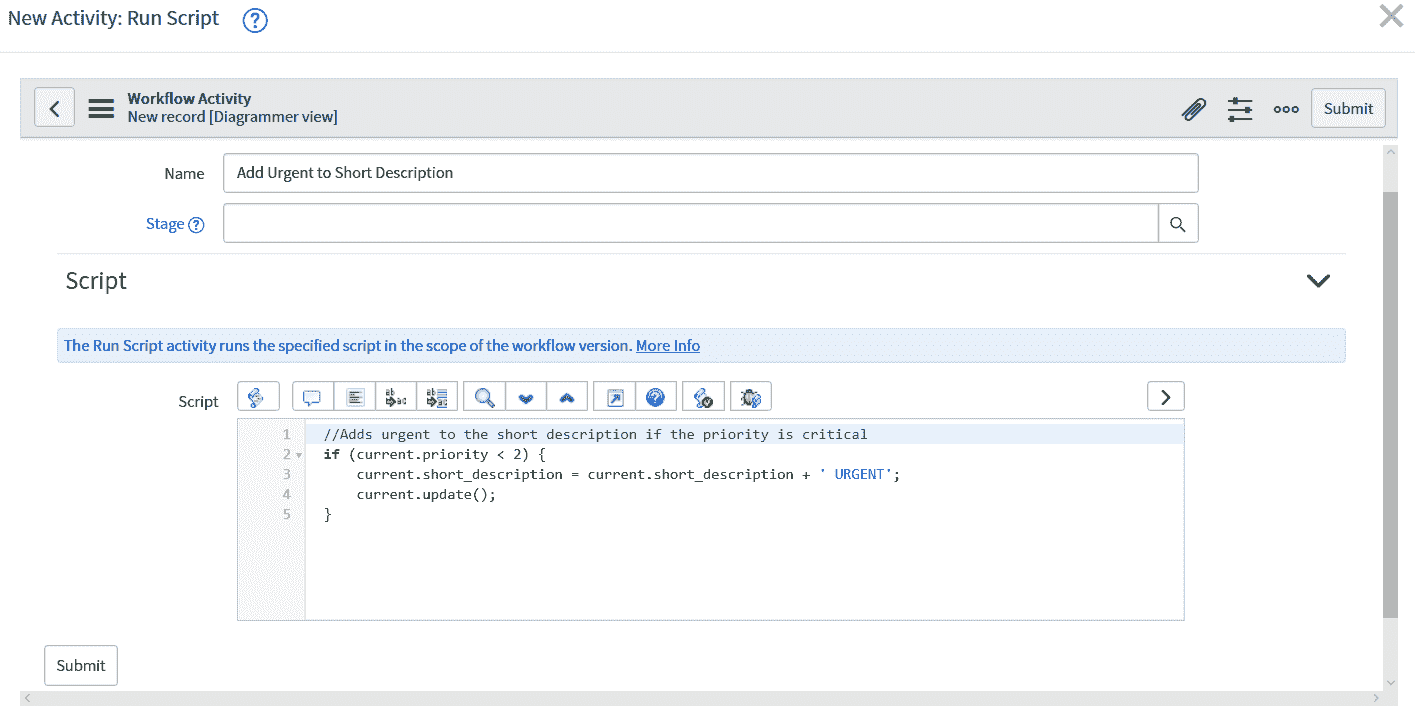 New Activity: Run Script ?
Workflow Activity
New record [Diagrammer view]
Submit
Name Add Urgent to Short Description
Stage ?
Script
The Run Script activity runs the specified script in the scope of the workflow version. More Info
Script
1 //Adds urgent to the short description if the priority is critical
2 if (current.priority < 2) {
3 current.short_description = current.short_description + ' URGENT';
4 current.update();
5 }
Submit